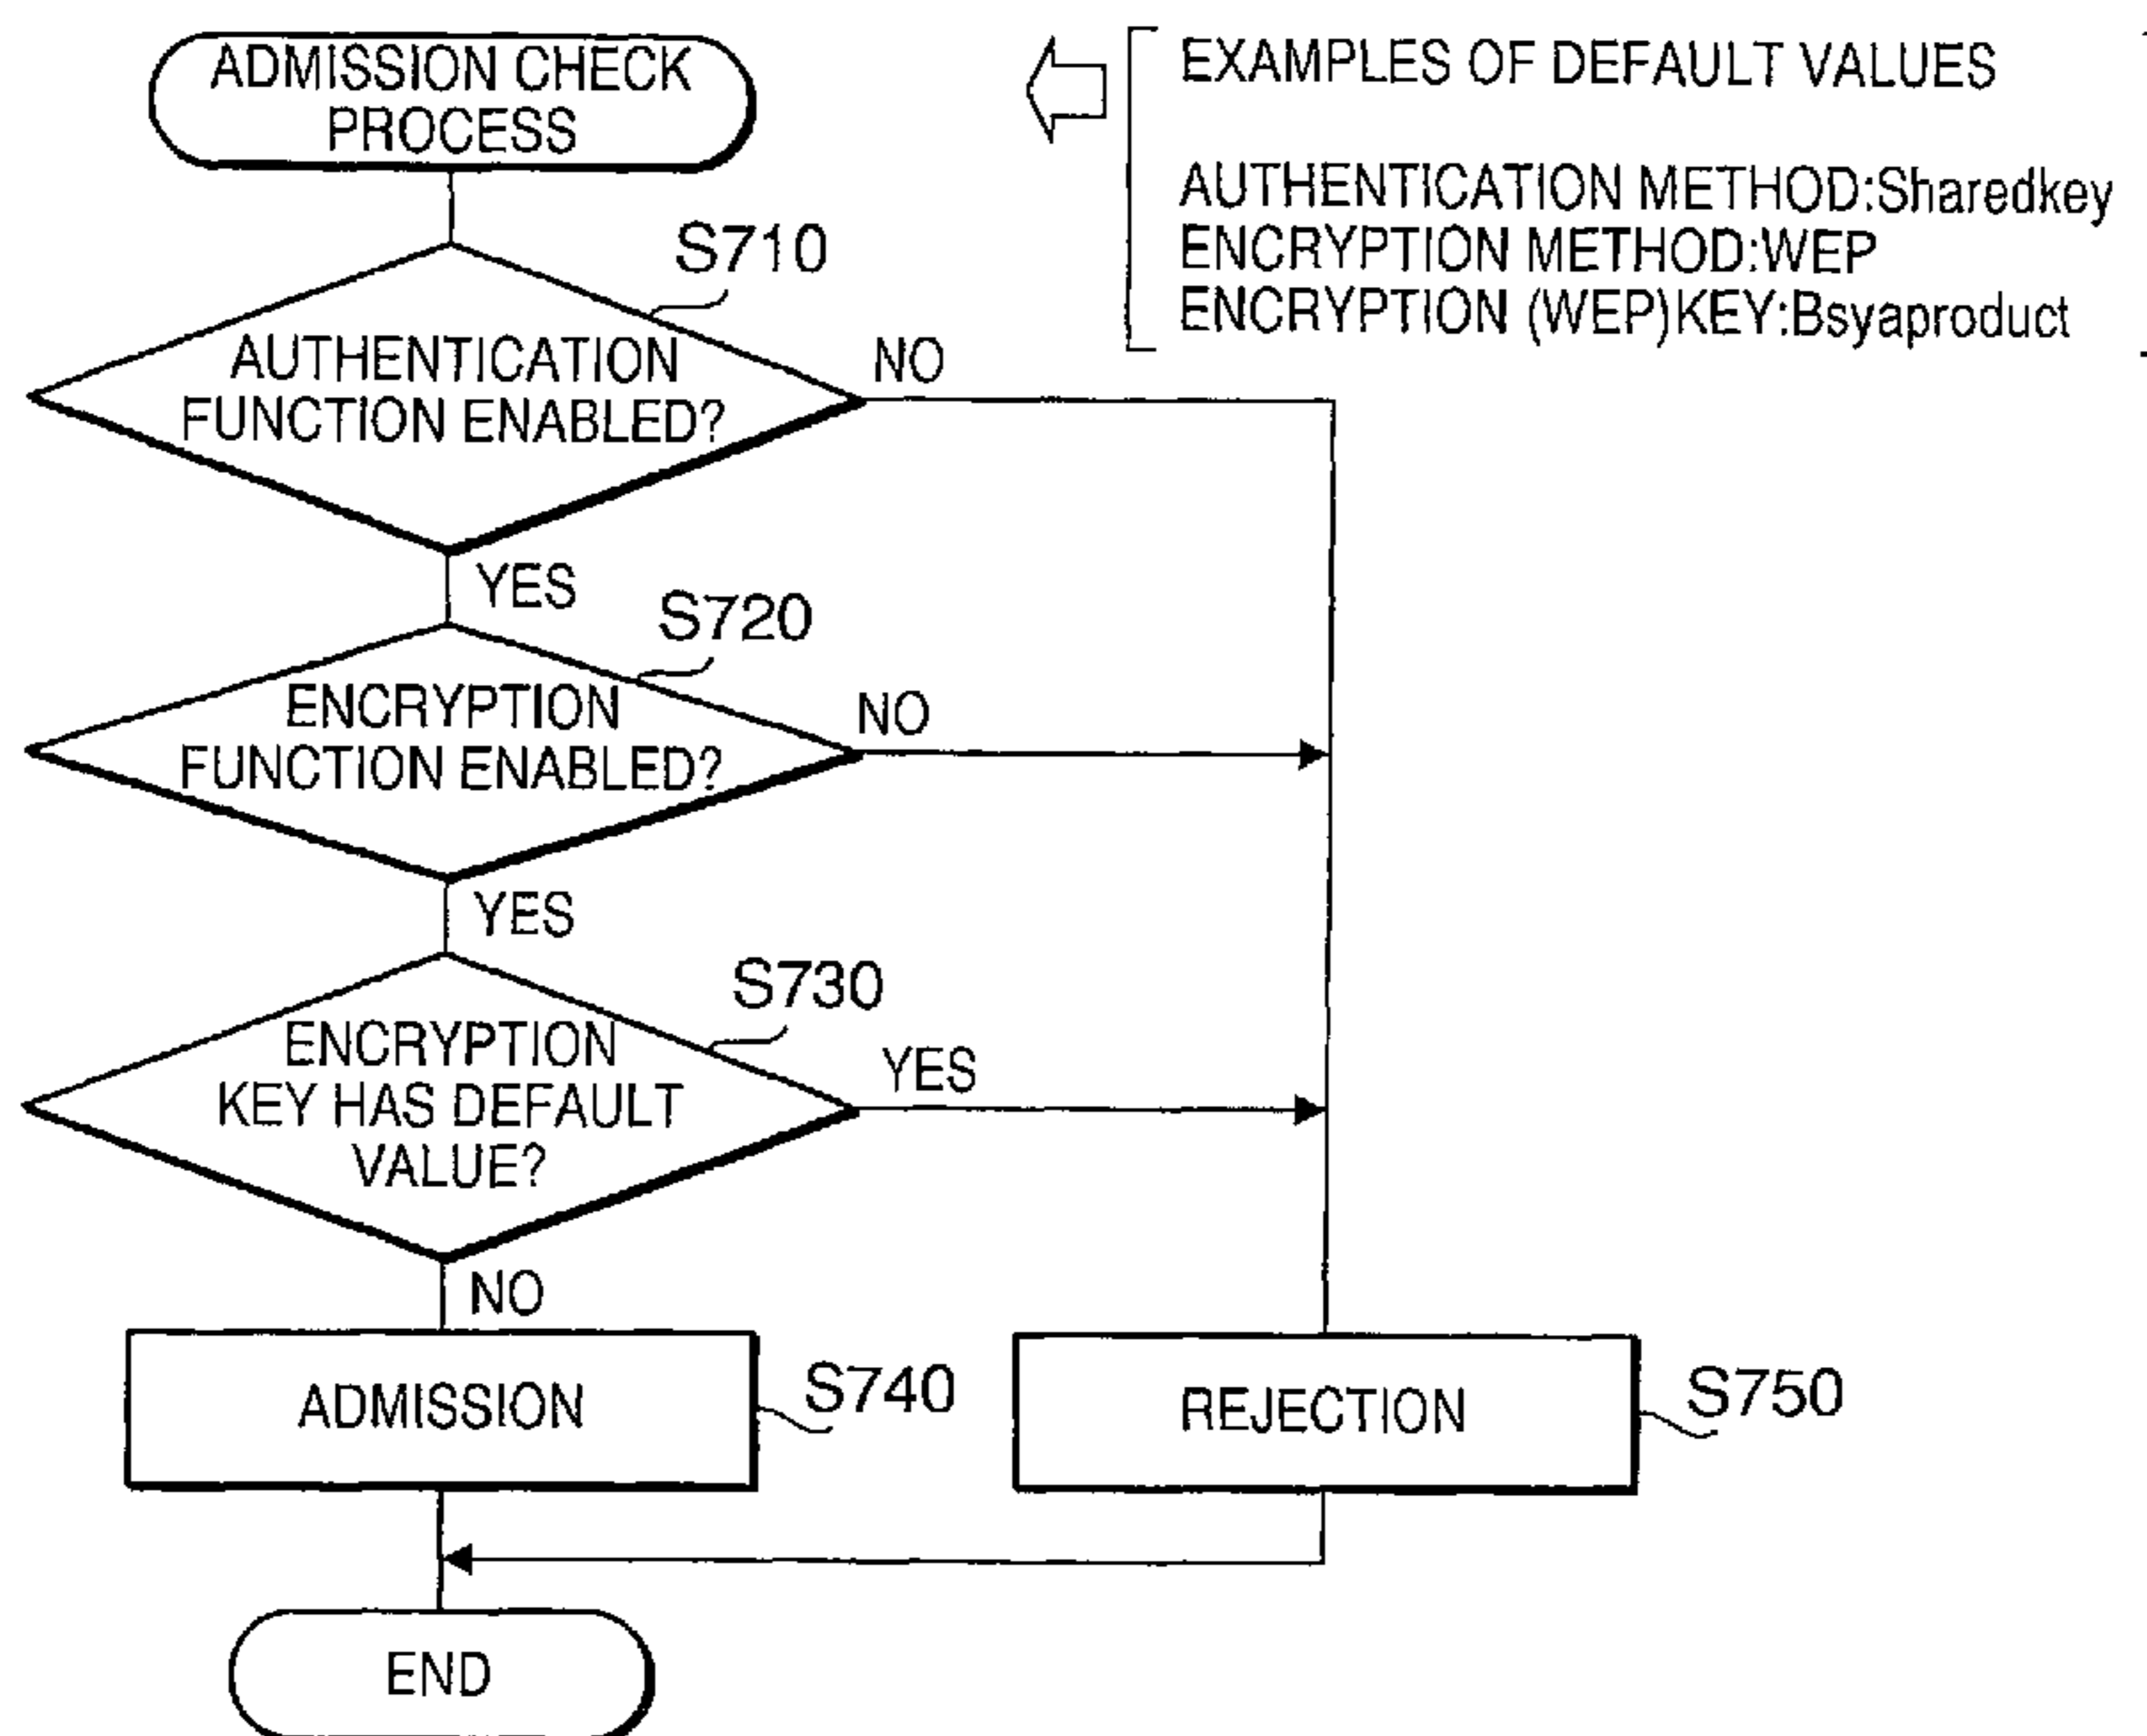 ADMISSION CHECK
PROCESS
EXAMPLES OF DEFAULT VALUES
AUTHENTICATION METHOD:Sharedkey
ENCRYPTION METHOD:WEP
ENCRYPTION (WEP)KEY:Bsyaproduct
S710
AUTHENTICATION
FUNCTION ENABLED?
NO
YES
S720
ENCRYPTION
FUNCTION ENABLED?
NO
YES
S730
ENCRYPTION
KEY HAS DEFAULT
VALUE?
YES
NO
ADMISSION
S740
REJECTION
S750
END